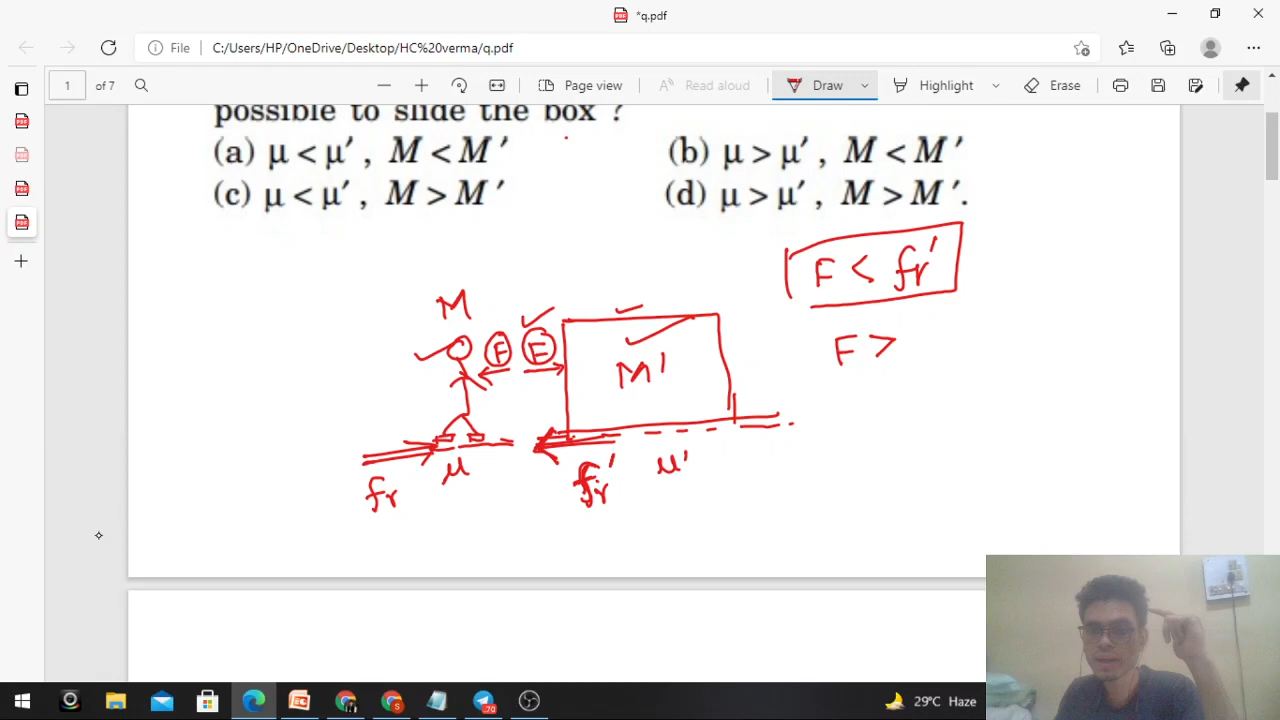 *q.pdf
File C:/Users/HP/OneDrive/Desktop/HC%20verma/q.pdf
1 of 7 Page view Read aloud Draw Highlight Erase
possible to slide the box ?
(a) μ < μ′ , M < M′ (b) μ > μ′ , M < M′
(c) μ < μ′ , M > M′ (d) μ > μ′ , M > M′.
F < fr'
M
F F
F >
M'
μ
fr
fr'
μ'
70
29°C Haze